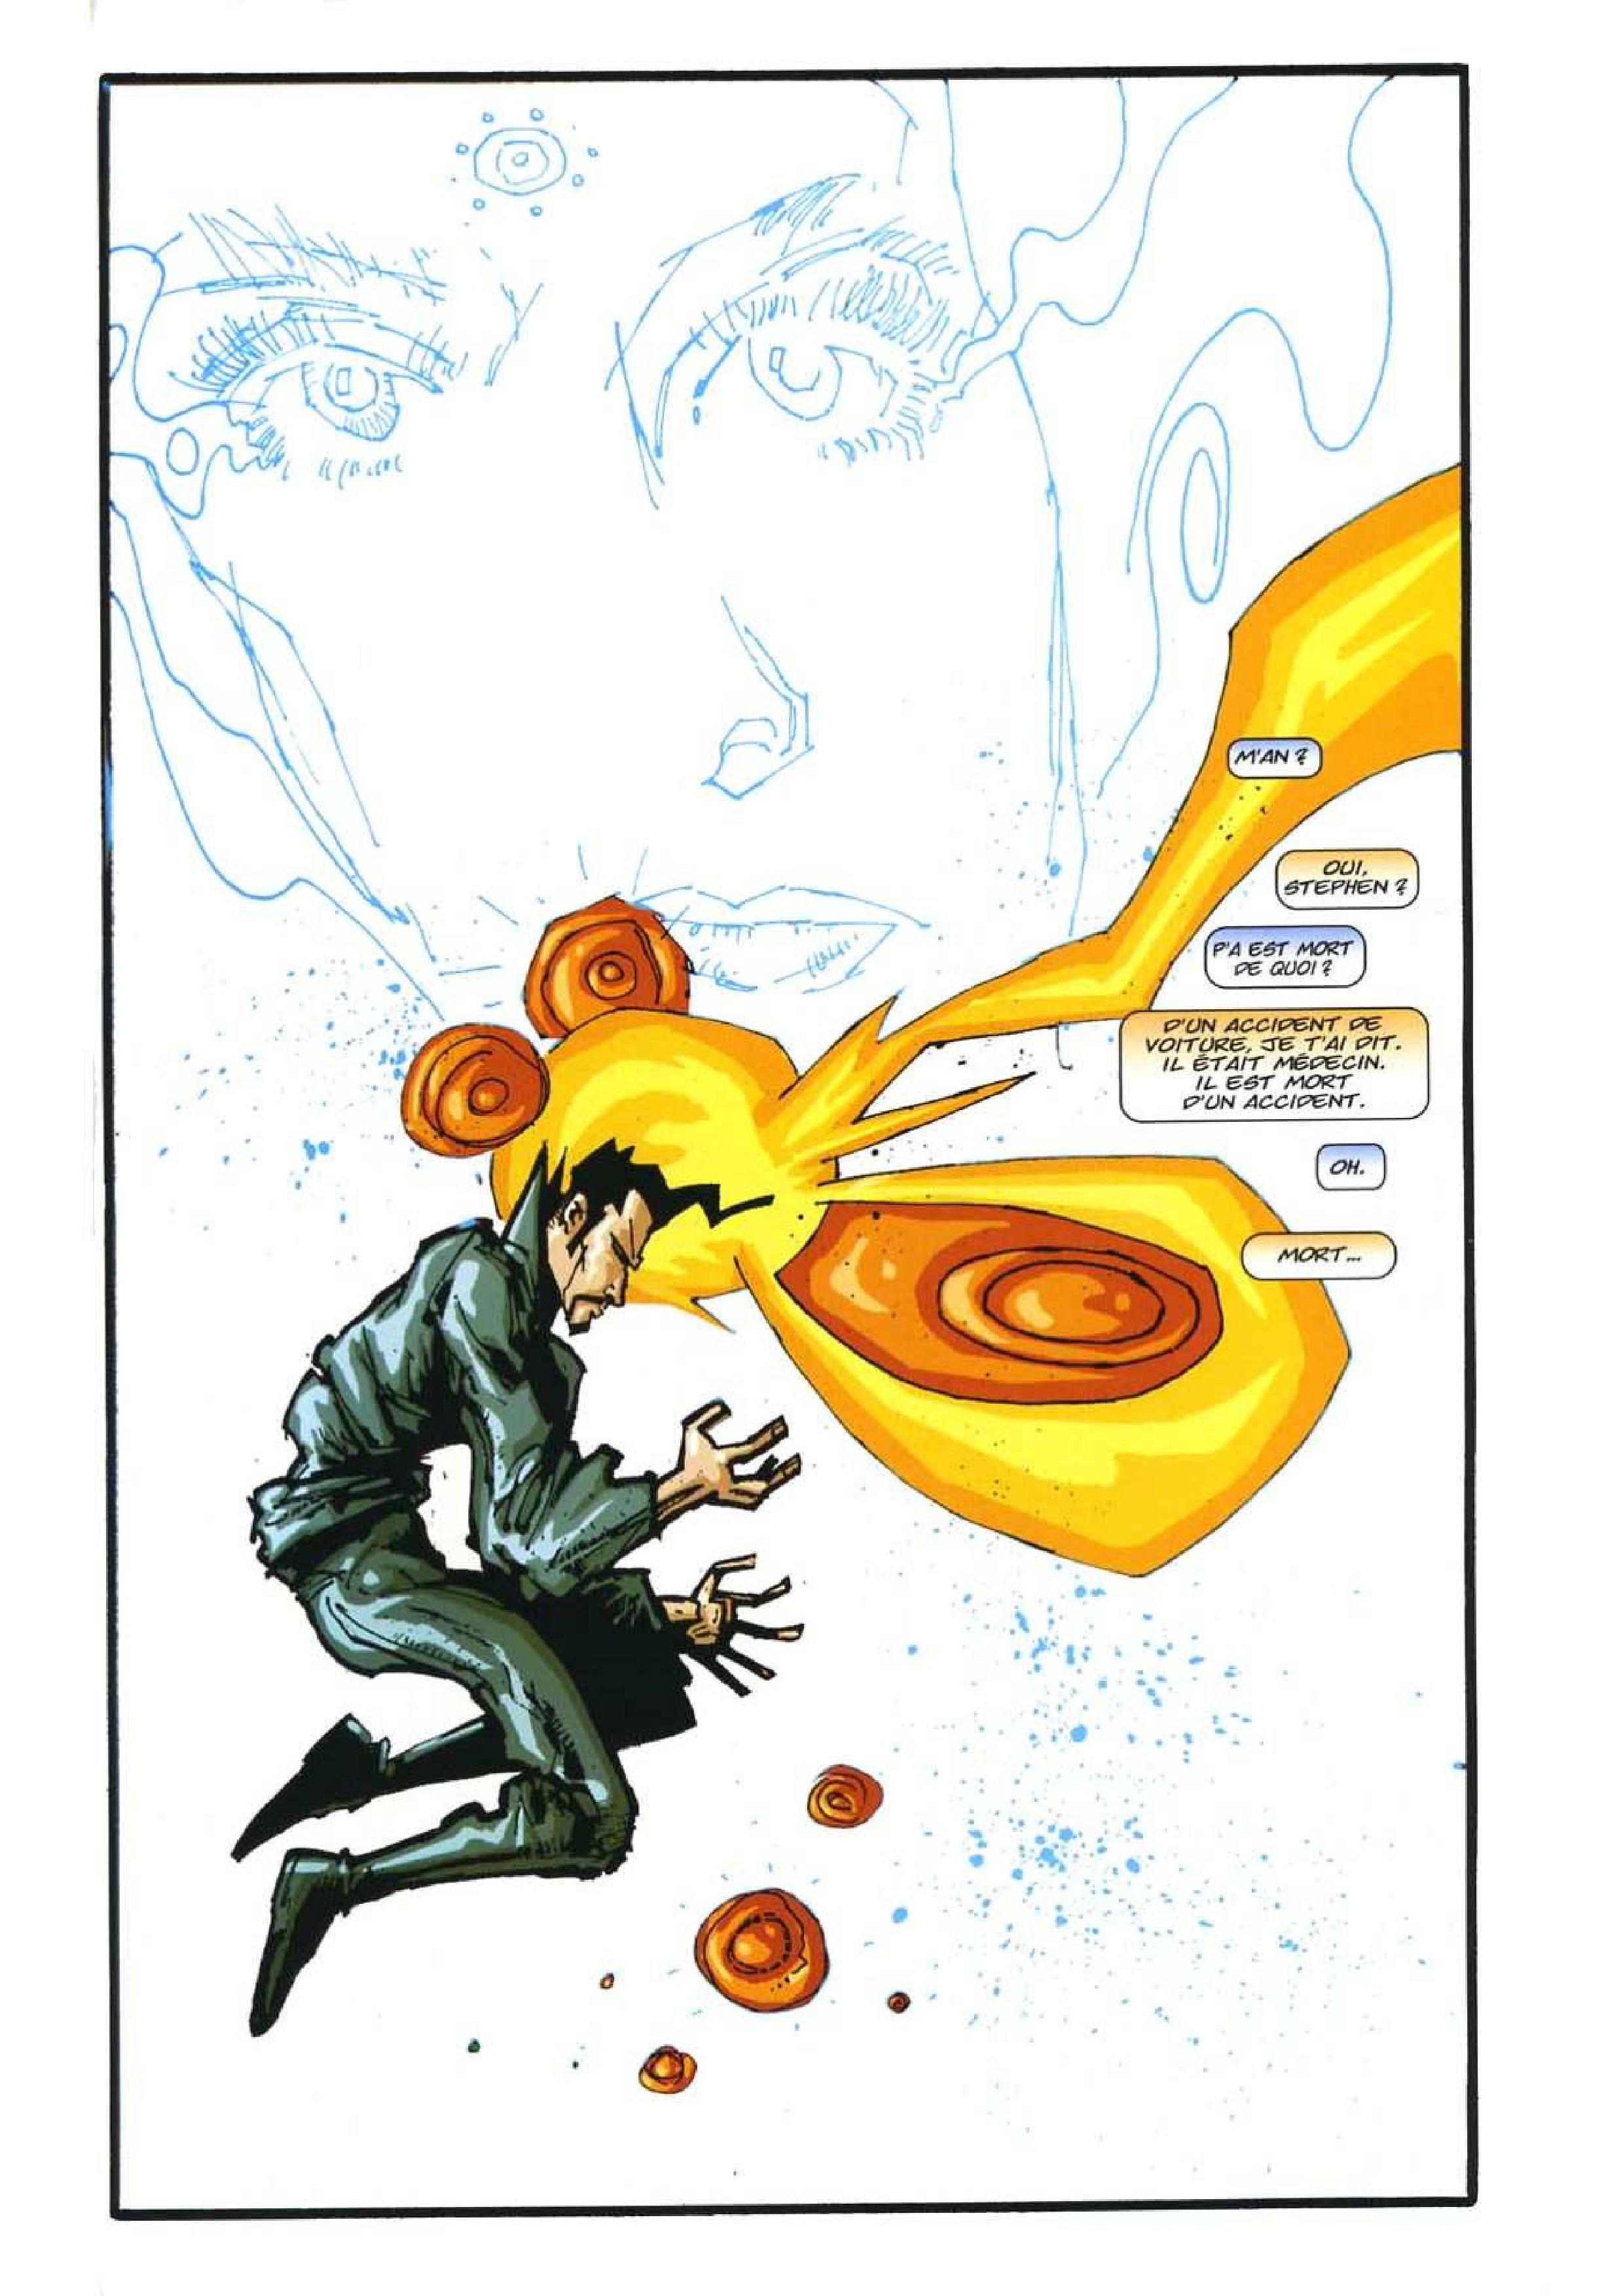 M'AN ?
OUI,
STEPHEN ?
P'A EST MORT
DE QUOI ?
D'UN ACCIDENT DE
VOITURE, JE T'AI DIT.
IL ÉTAIT MÉDECIN.
IL EST MORT
D'UN ACCIDENT.
OH.
MORT...